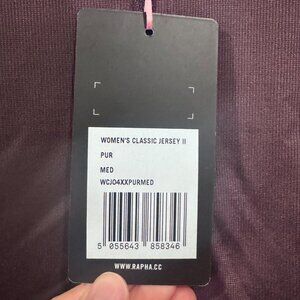 WOMEN'S CLASSIC JERSEY II
PUR
MED
WCJ04XXPURMED
5 055643 858346
WWW.RAPHA.CC